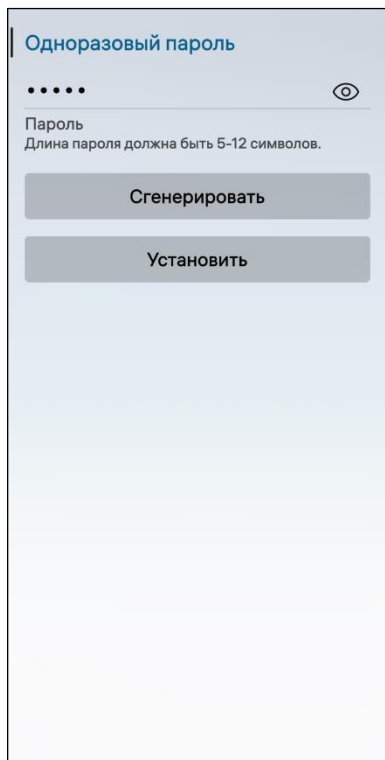 Одноразовый пароль
•••••
Пароль
Длина пароля должна быть 5-12 символов.
Сгенерировать
Установить